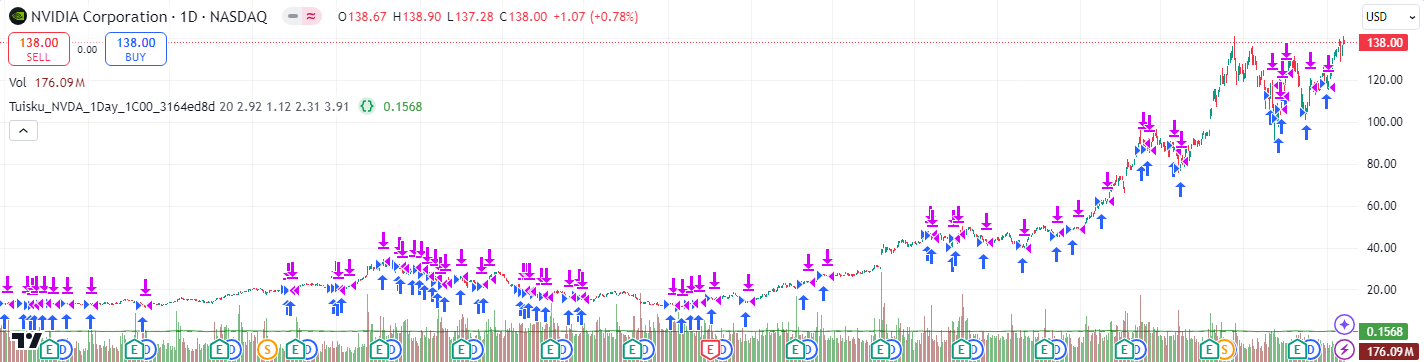 NVIDIA Corporation · 1D · NASDAQ O138.67 H138.90 L137.28 C138.00 +1.07 (+0.78%) USD
138.00 SELL 0.00 138.00 BUY
138.00
Vol 176.09M
120.00
Tuisku_NVDA_1Day_1C00_3164ed8d 20 2.92 1.12 2.31 3.91 {} 0.1568
100.00
80.00
60.00
40.00
20.00
0.1568
E D E D E D S E D E D E D E D E D E D E D E D E D E D E D E S E D
176.09M